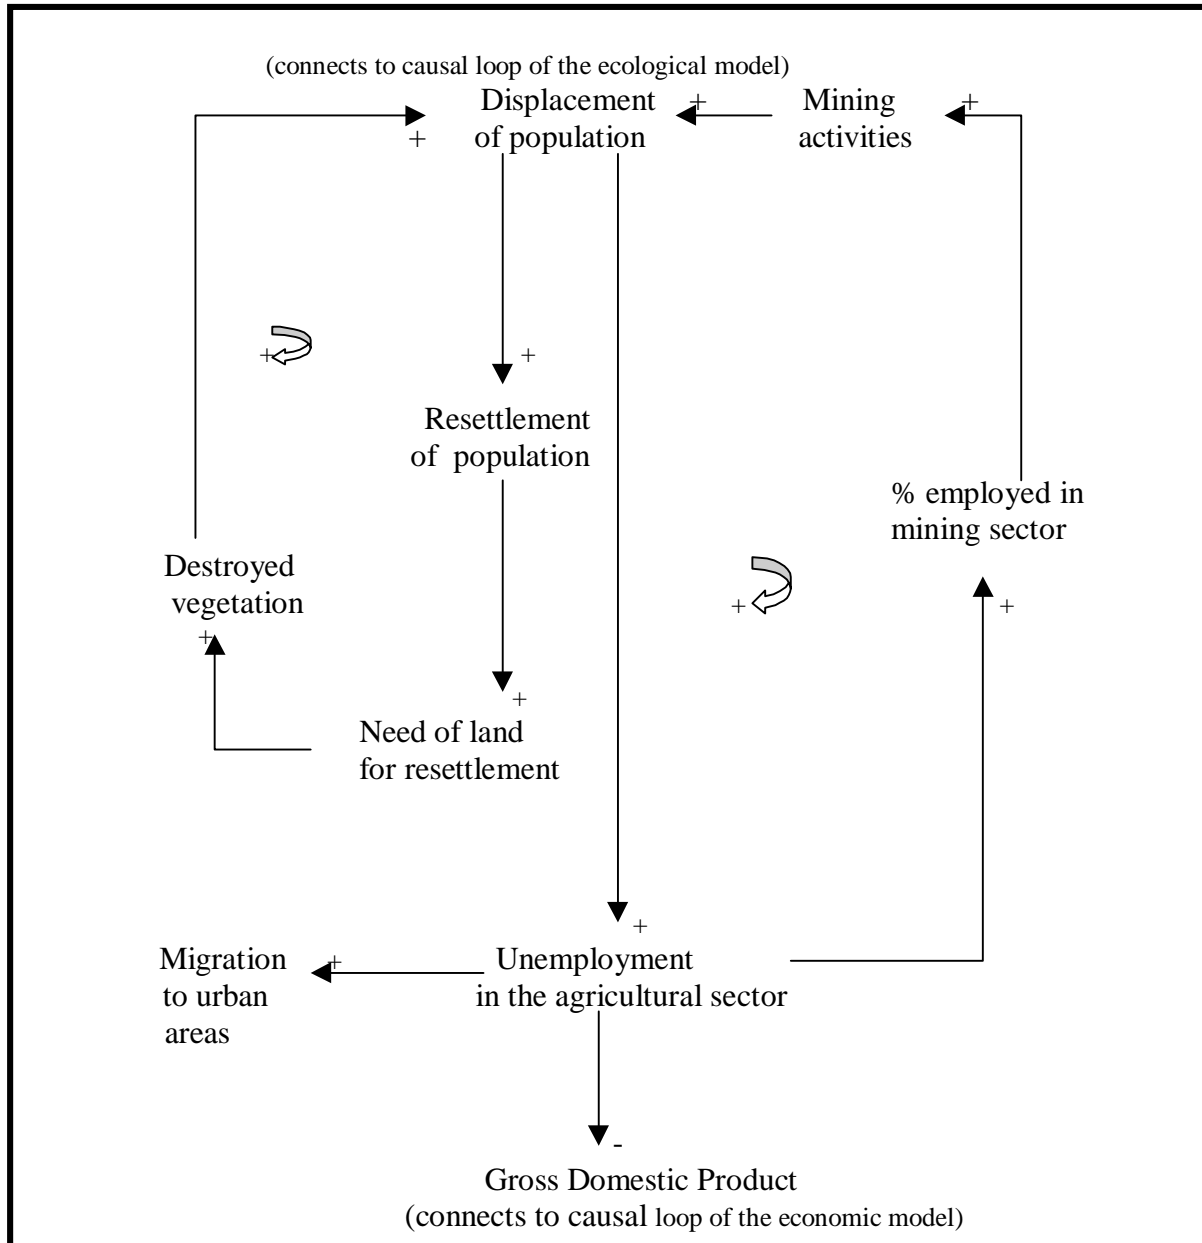 (connects to causal loop of the ecological model)
Displacement + Mining +
+ of population activities
+ +
Resettlement
of population
% employed in
mining sector
Destroyed
vegetation
+ +
+
+
Need of land
for resettlement
+
Migration + Unemployment
to urban in the agricultural sector
areas
-
Gross Domestic Product
(connects to causal loop of the economic model)